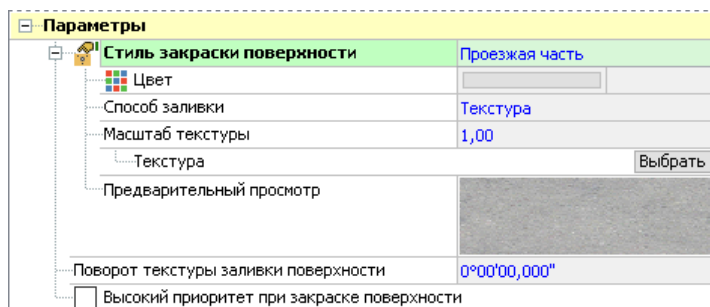 Параметры
Стиль закраски поверхности Проезжая часть
Цвет
Способ заливки Текстура
Масштаб текстуры 1,00
Текстура Выбрать
Предварительный просмотр
Поворот текстуры заливки поверхности 0°00'00,000"
Высокий приоритет при закраске поверхности